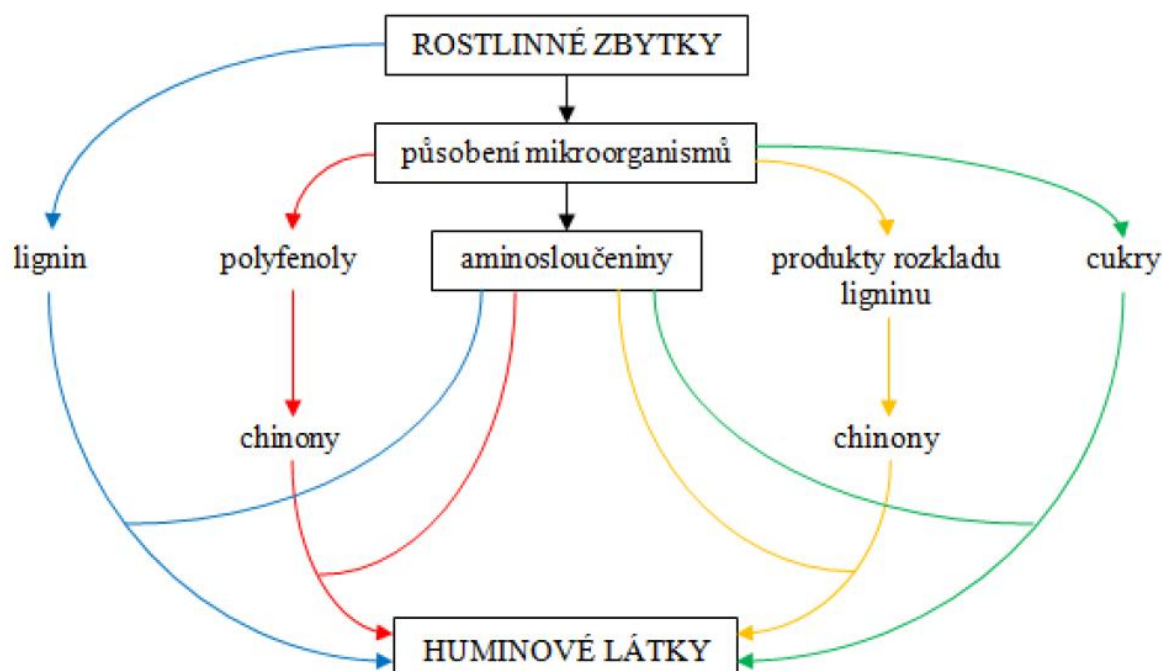 ROSTLINNÉ ZBYTKY
působení mikroorganismů
lignin
polyfenoly
aminosloučeniny
produkty rozkladu
ligninu
cukry
chinony
chinony
HUMINOVÉ LÁTKY